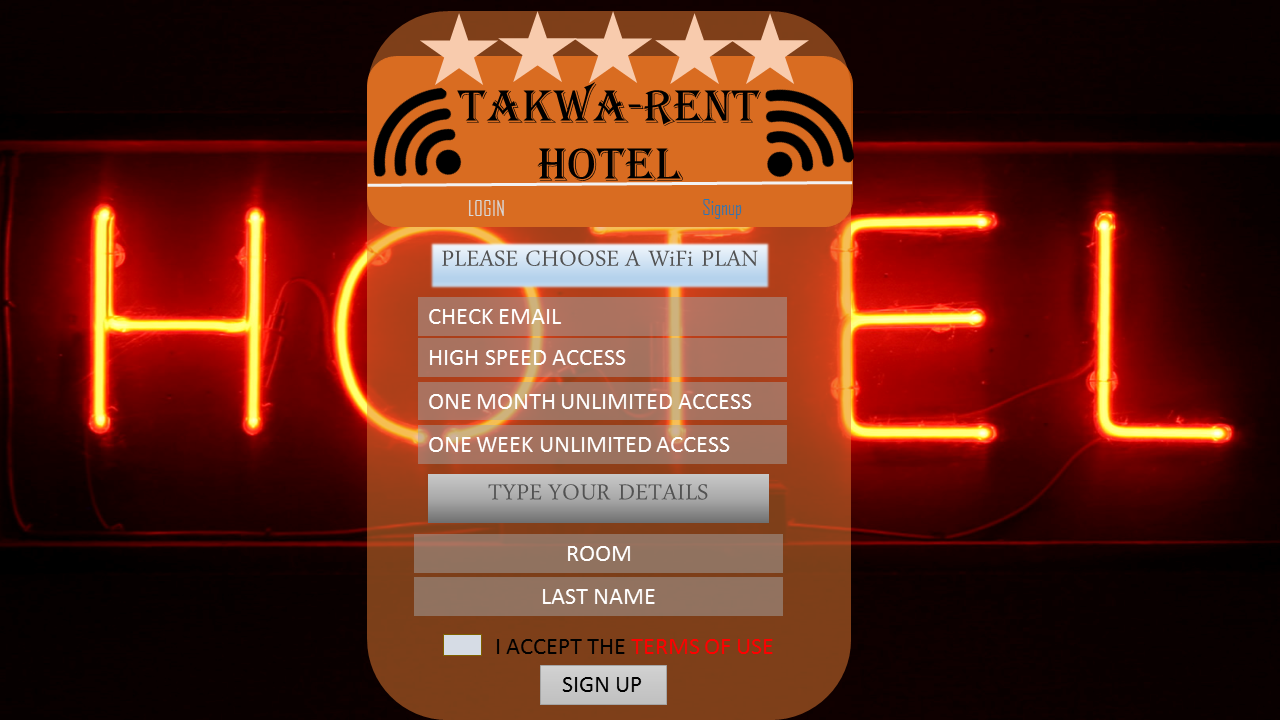 TAKWA-RENT
HOTEL
LOGIN Signup
PLEASE CHOOSE A WiFi PLAN
CHECK EMAIL
HIGH SPEED ACCESS
ONE MONTH UNLIMITED ACCESS
ONE WEEK UNLIMITED ACCESS
TYPE YOUR DETAILS
ROOM
LAST NAME
I ACCEPT THE TERMS OF USE
SIGN UP
HOTEL